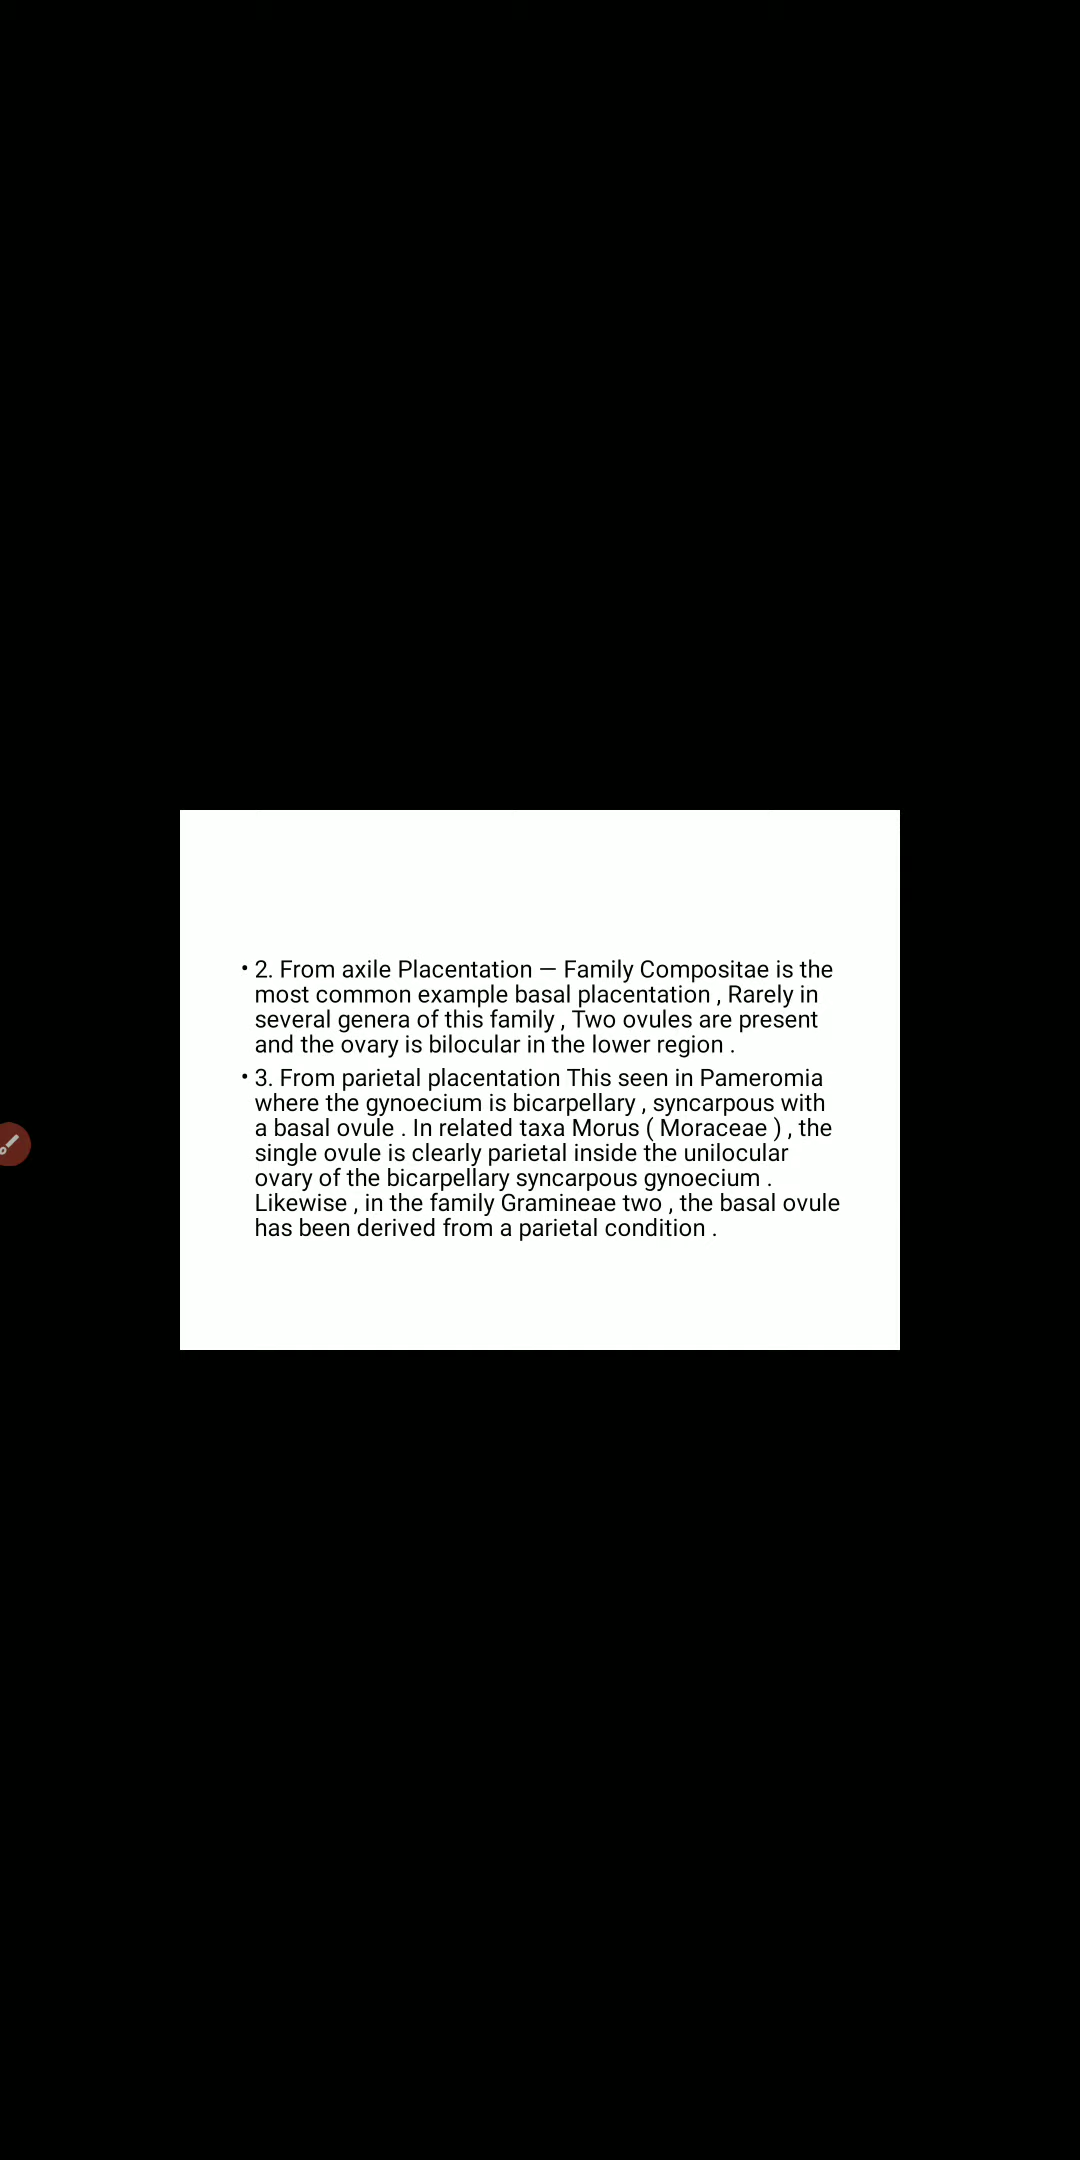 • 2. From axile Placentation — Family Compositae is the
most common example basal placentation , Rarely in
several genera of this family , Two ovules are present
and the ovary is bilocular in the lower region .
• 3. From parietal placentation This seen in Pameromia
where the gynoecium is bicarpellary , syncarpous with
a basal ovule . In related taxa Morus ( Moraceae ) , the
single ovule is clearly parietal inside the unilocular
ovary of the bicarpellary syncarpous gynoecium .
Likewise , in the family Gramineae two , the basal ovule
has been derived from a parietal condition .